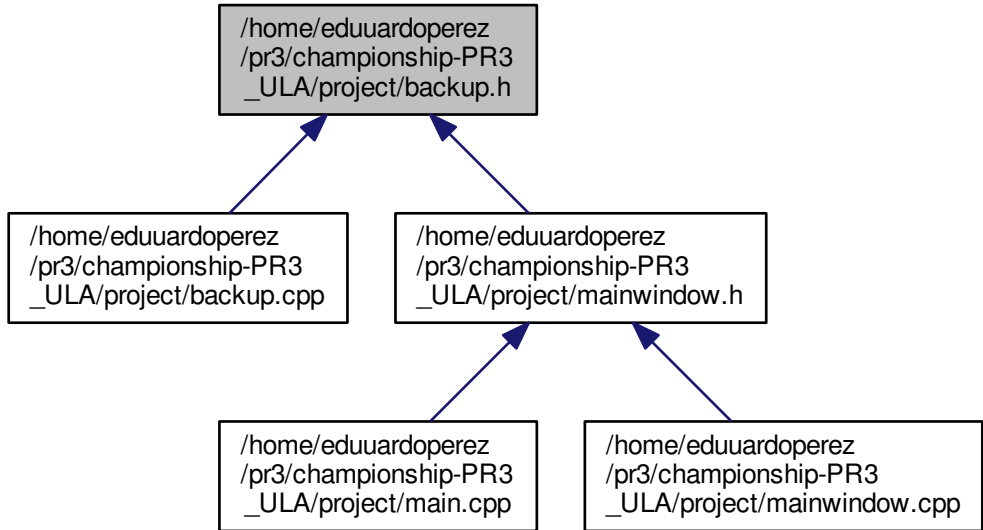 /home/eduuardoperez
/pr3/championship-PR3
_ULA/project/backup.h
/home/eduuardoperez
/pr3/championship-PR3
_ULA/project/backup.cpp
/home/eduuardoperez
/pr3/championship-PR3
_ULA/project/mainwindow.h
/home/eduuardoperez
/pr3/championship-PR3
_ULA/project/main.cpp
/home/eduuardoperez
/pr3/championship-PR3
_ULA/project/mainwindow.cpp